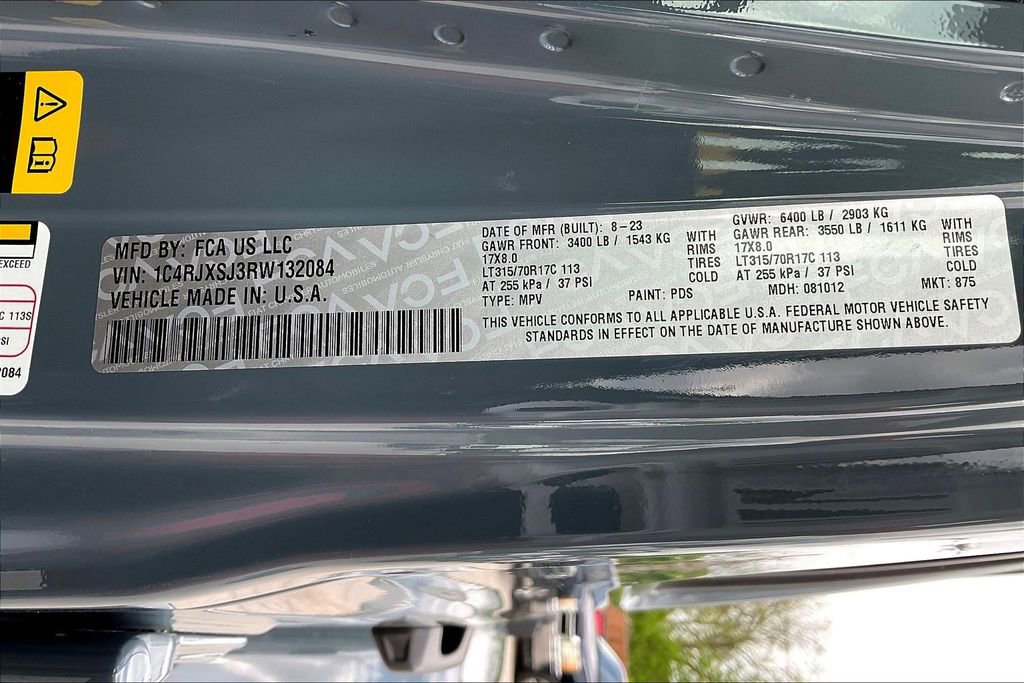 MFD BY: FCA US LLC
VIN: 1C4RJXSJ3RW132084
VEHICLE MADE IN: U.S.A.
DATE OF MFR (BUILT): 8-23
GAWR FRONT: 3400 LB / 1543 KG WITH
17X8.0 RIMS
LT315/70R17C 113 TIRES
AT 255 kPa / 37 PSI COLD
TYPE: MPV PAINT: PDS
GVWR: 6400 LB / 2903 KG
GAWR REAR: 3550 LB / 1611 KG WITH
17X8.0 RIMS
LT315/70R17C 113 TIRES
AT 255 kPa / 37 PSI COLD
MDH: 081012 MKT: 875
THIS VEHICLE CONFORMS TO ALL APPLICABLE U.S.A. FEDERAL MOTOR VEHICLE SAFETY
STANDARDS IN EFFECT ON THE DATE OF MANUFACTURE SHOWN ABOVE.
EXCEED
C 113S
SI
2084